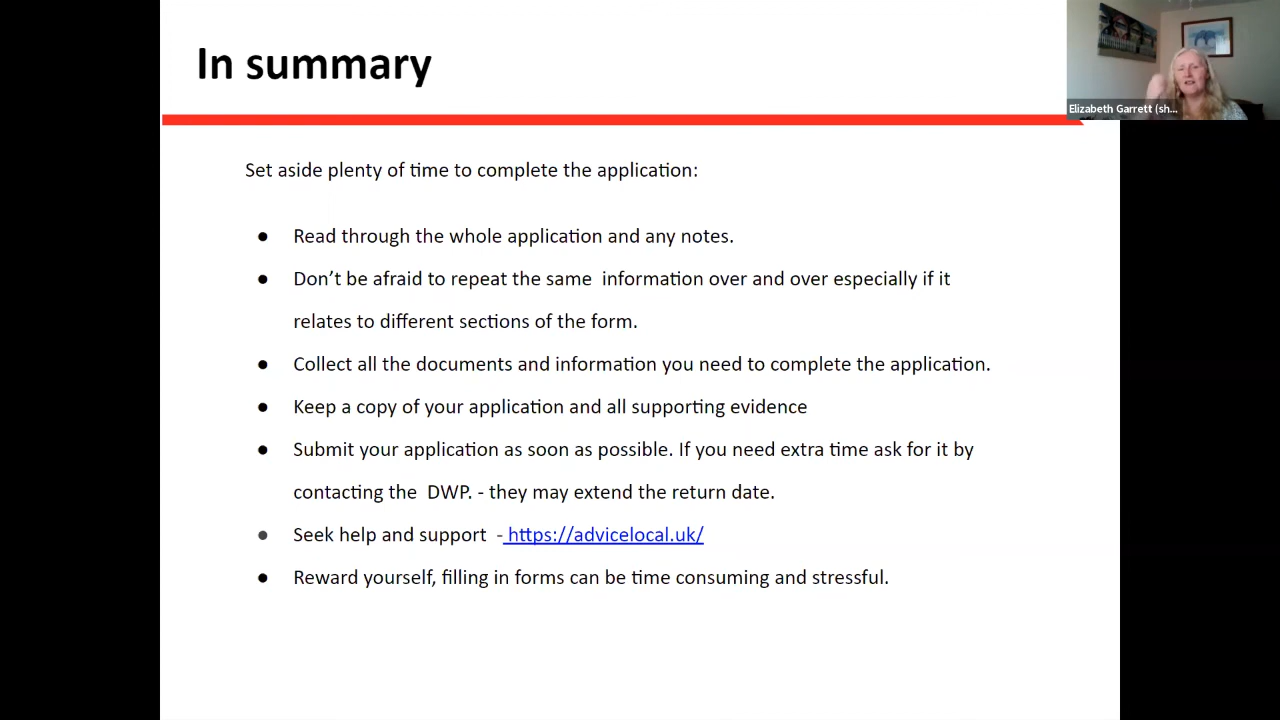 In summary
Elizabeth Garrett (sh...
Set aside plenty of time to complete the application:
● Read through the whole application and any notes.
● Don’t be afraid to repeat the same  information over and over especially if it
relates to different sections of the form.
● Collect all the documents and information you need to complete the application.
● Keep a copy of your application and all supporting evidence
● Submit your application as soon as possible. If you need extra time ask for it by
contacting the  DWP. - they may extend the return date.
● Seek help and support  - https://advicelocal.uk/
● Reward yourself, filling in forms can be time consuming and stressful.